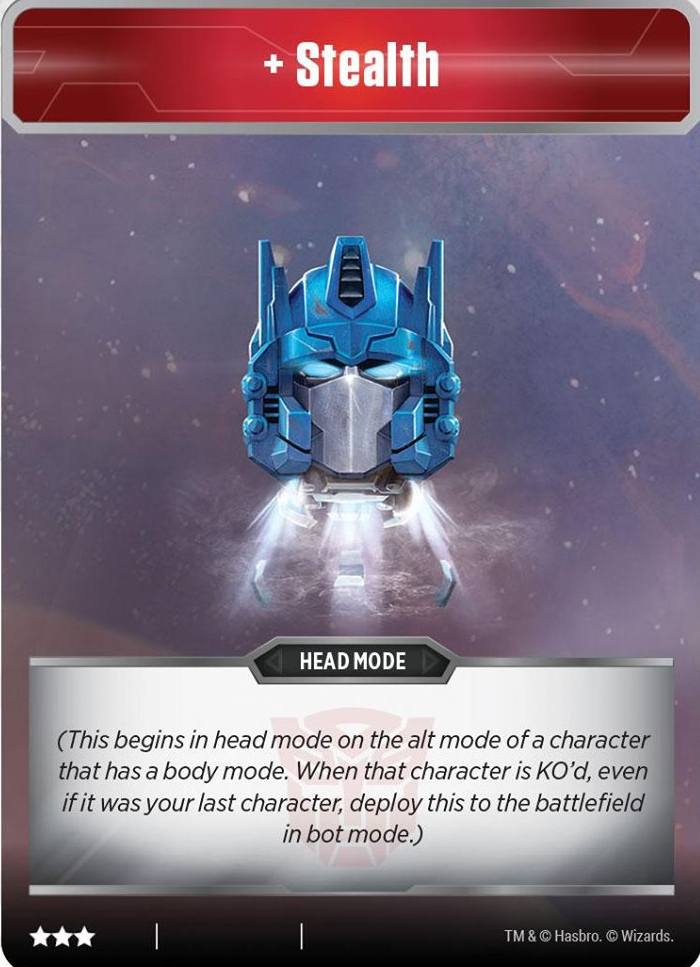 + Stealth
HEAD MODE
(This begins in head mode on the alt mode of a character
that has a body mode. When that character is KO’d, even
if it was your last character, deploy this to the battlefield
in bot mode.)
TM & © Hasbro. © Wizards.